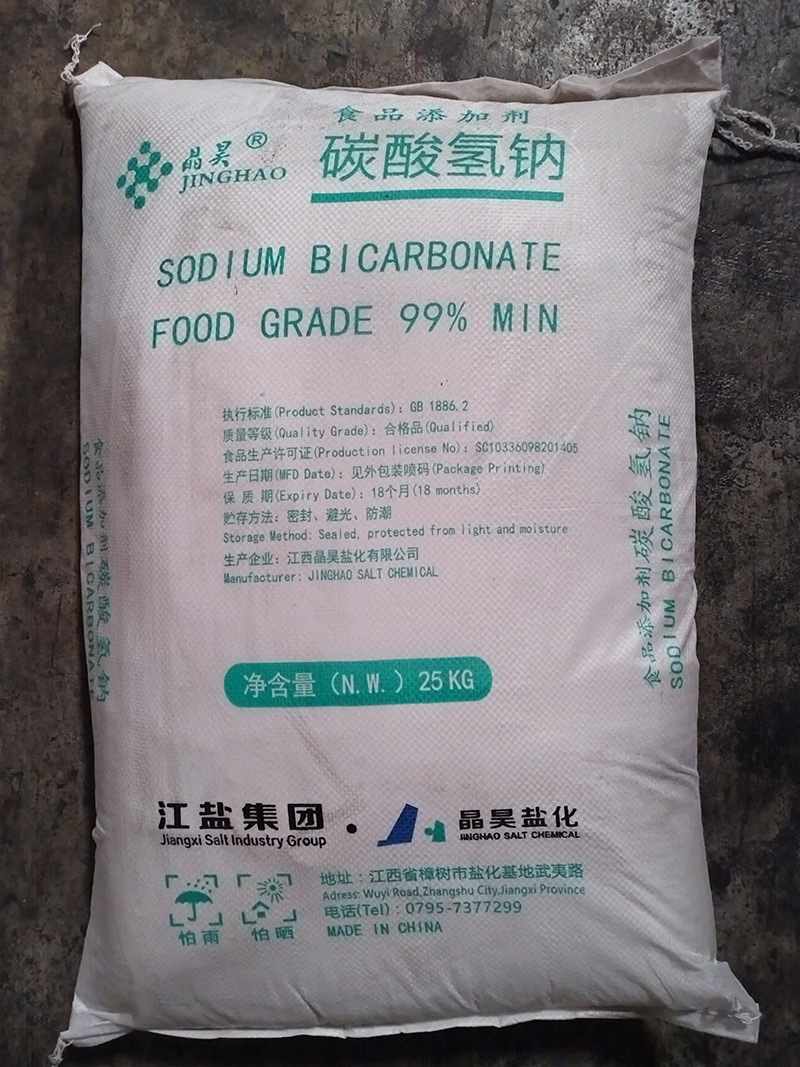 食品添加剂
晶昊®
JINGHAO
碳酸氢钠
SODIUM BICARBONATE
FOOD GRADE 99% MIN
执行标准(Product Standards): GB 1886.2
质量等级(Quality Grade): 合格品(Qualified)
食品生产许可证(Production license No): SC10336098201405
生产日期(MFD Date): 见外包装喷码(Package Printing)
保 质 期(Expiry Date): 18个月(18 months)
贮存方法: 密封、避光、防潮
Storage Method: Sealed, protected from light and moisture
生产企业: 江西晶昊盐化有限公司
Manufacturer: JINGHAO SALT CHEMICAL
净含量 (N.W.) 25KG
食品添加剂碳酸氢钠
SODIUM BICARBONATE
食品添加剂碳酸氢钠
SODIUM BICARBONATE
江盐集团 · 晶昊盐化
Jiangxi Salt Industry Group JINGHAO SALT CHEMICAL
怕雨 怕晒
地址: 江西省樟树市盐化基地武夷路
Adress: Wuyi Road,Zhangshu City,Jiangxi Province
电话(Tel): 0795-7377299
MADE IN CHINA